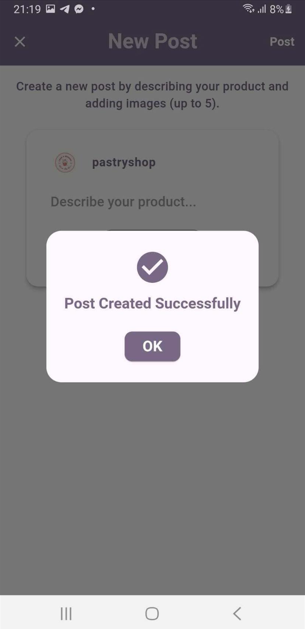 21:19 8%
New Post
Post
Create a new post by describing your product and
adding images (up to 5).
pastryshop
Describe your product...
Post Created Successfully
OK